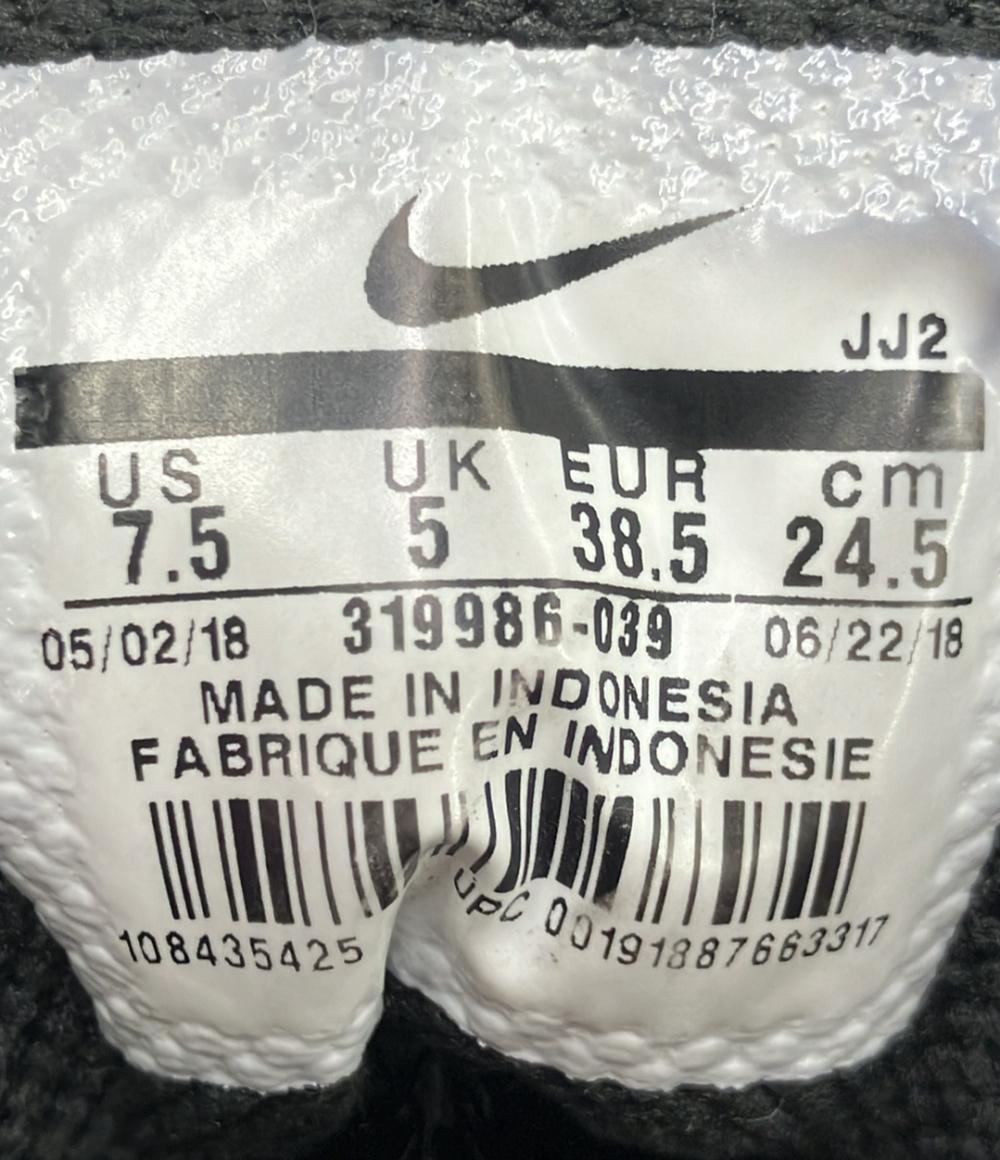 JJ2
US UK EUR cm
7.5 5 38.5 24.5
05/02/18 319986-039 06/22/18
MADE IN INDONESIA
FABRIQUE EN INDONESIE
UPC 00191887663317
108435425